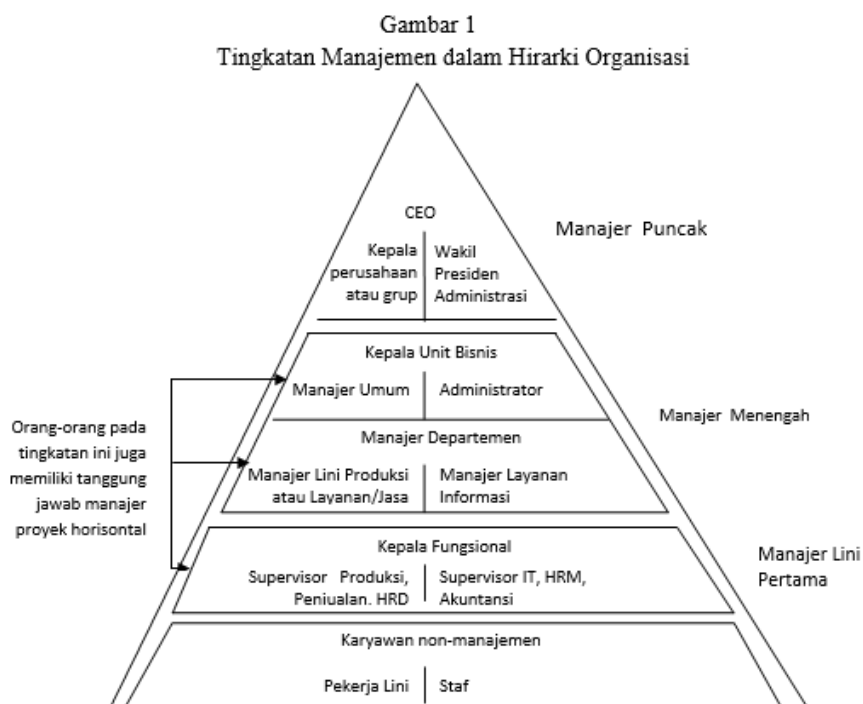 Gambar 1
Tingkatan Manajemen dalam Hirarki Organisasi
CEO
Kepala
perusahaan
atau grup
Wakil
Presiden
Administrasi
Manajer Puncak
Kepala Unit Bisnis
Manajer Umum
Administrator
Manajer Departemen
Manajer Lini Produksi
atau Layanan/Jasa
Manajer Layanan
Informasi
Manajer Menengah
Orang-orang pada
tingkatan ini juga
memiliki tanggung
jawab manajer
proyek horisontal
Kepala Fungsional
Supervisor Produksi,
Peniualan. HRD
Supervisor IT, HRM,
Akuntansi
Manajer Lini
Pertama
Karyawan non-manajemen
Pekerja Lini
Staf